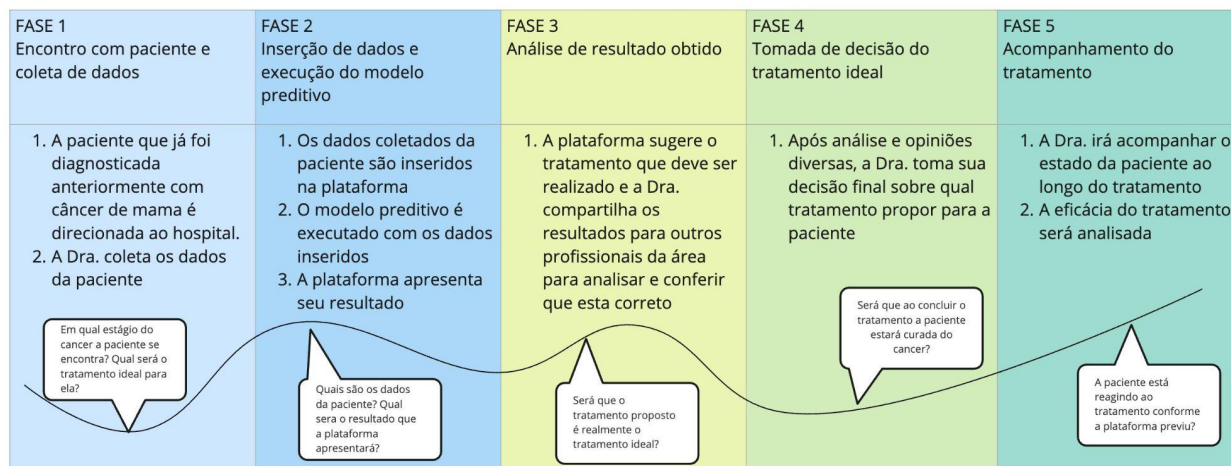 FASE 1
Encontro com paciente e
coleta de dados
FASE 2
Inserção de dados e
execução do modelo
preditivo
FASE 3
Análise de resultado obtido
FASE 4
Tomada de decisão do
tratamento ideal
FASE 5
Acompanhamento do
tratamento
1. A paciente que já foi
diagnosticada
anteriormente com
câncer de mama é
direcionada ao hospital.
2. A Dra. coleta os dados
da paciente
1. Os dados coletados da
paciente são inseridos
na plataforma
2. O modelo preditivo é
executado com os dados
inseridos
3. A plataforma apresenta
seu resultado
1. A plataforma sugere o
tratamento que deve ser
realizado e a Dra.
compartilha os
resultados para outros
profissionais da área
para analisar e conferir
que esta correto
1. Após análise e opiniões
diversas, a Dra. toma sua
decisão final sobre qual
tratamento propor para a
paciente
1. A Dra. irá acompanhar o
estado da paciente ao
longo do tratamento
2. A eficácia do tratamento
será analisada
Em qual estágio do
cancer a paciente se
encontra? Qual será o
tratamento ideal para
ela?
Quais são os dados
da paciente? Qual
sera o resultado que
a plataforma
apresentará?
Será que o
tratamento proposto
é realmente o
tratamento ideal?
Será que ao concluir o
tratamento a paciente
estará curada do
cancer?
A paciente está
reagindo ao
tratamento conforme
a plataforma previu?